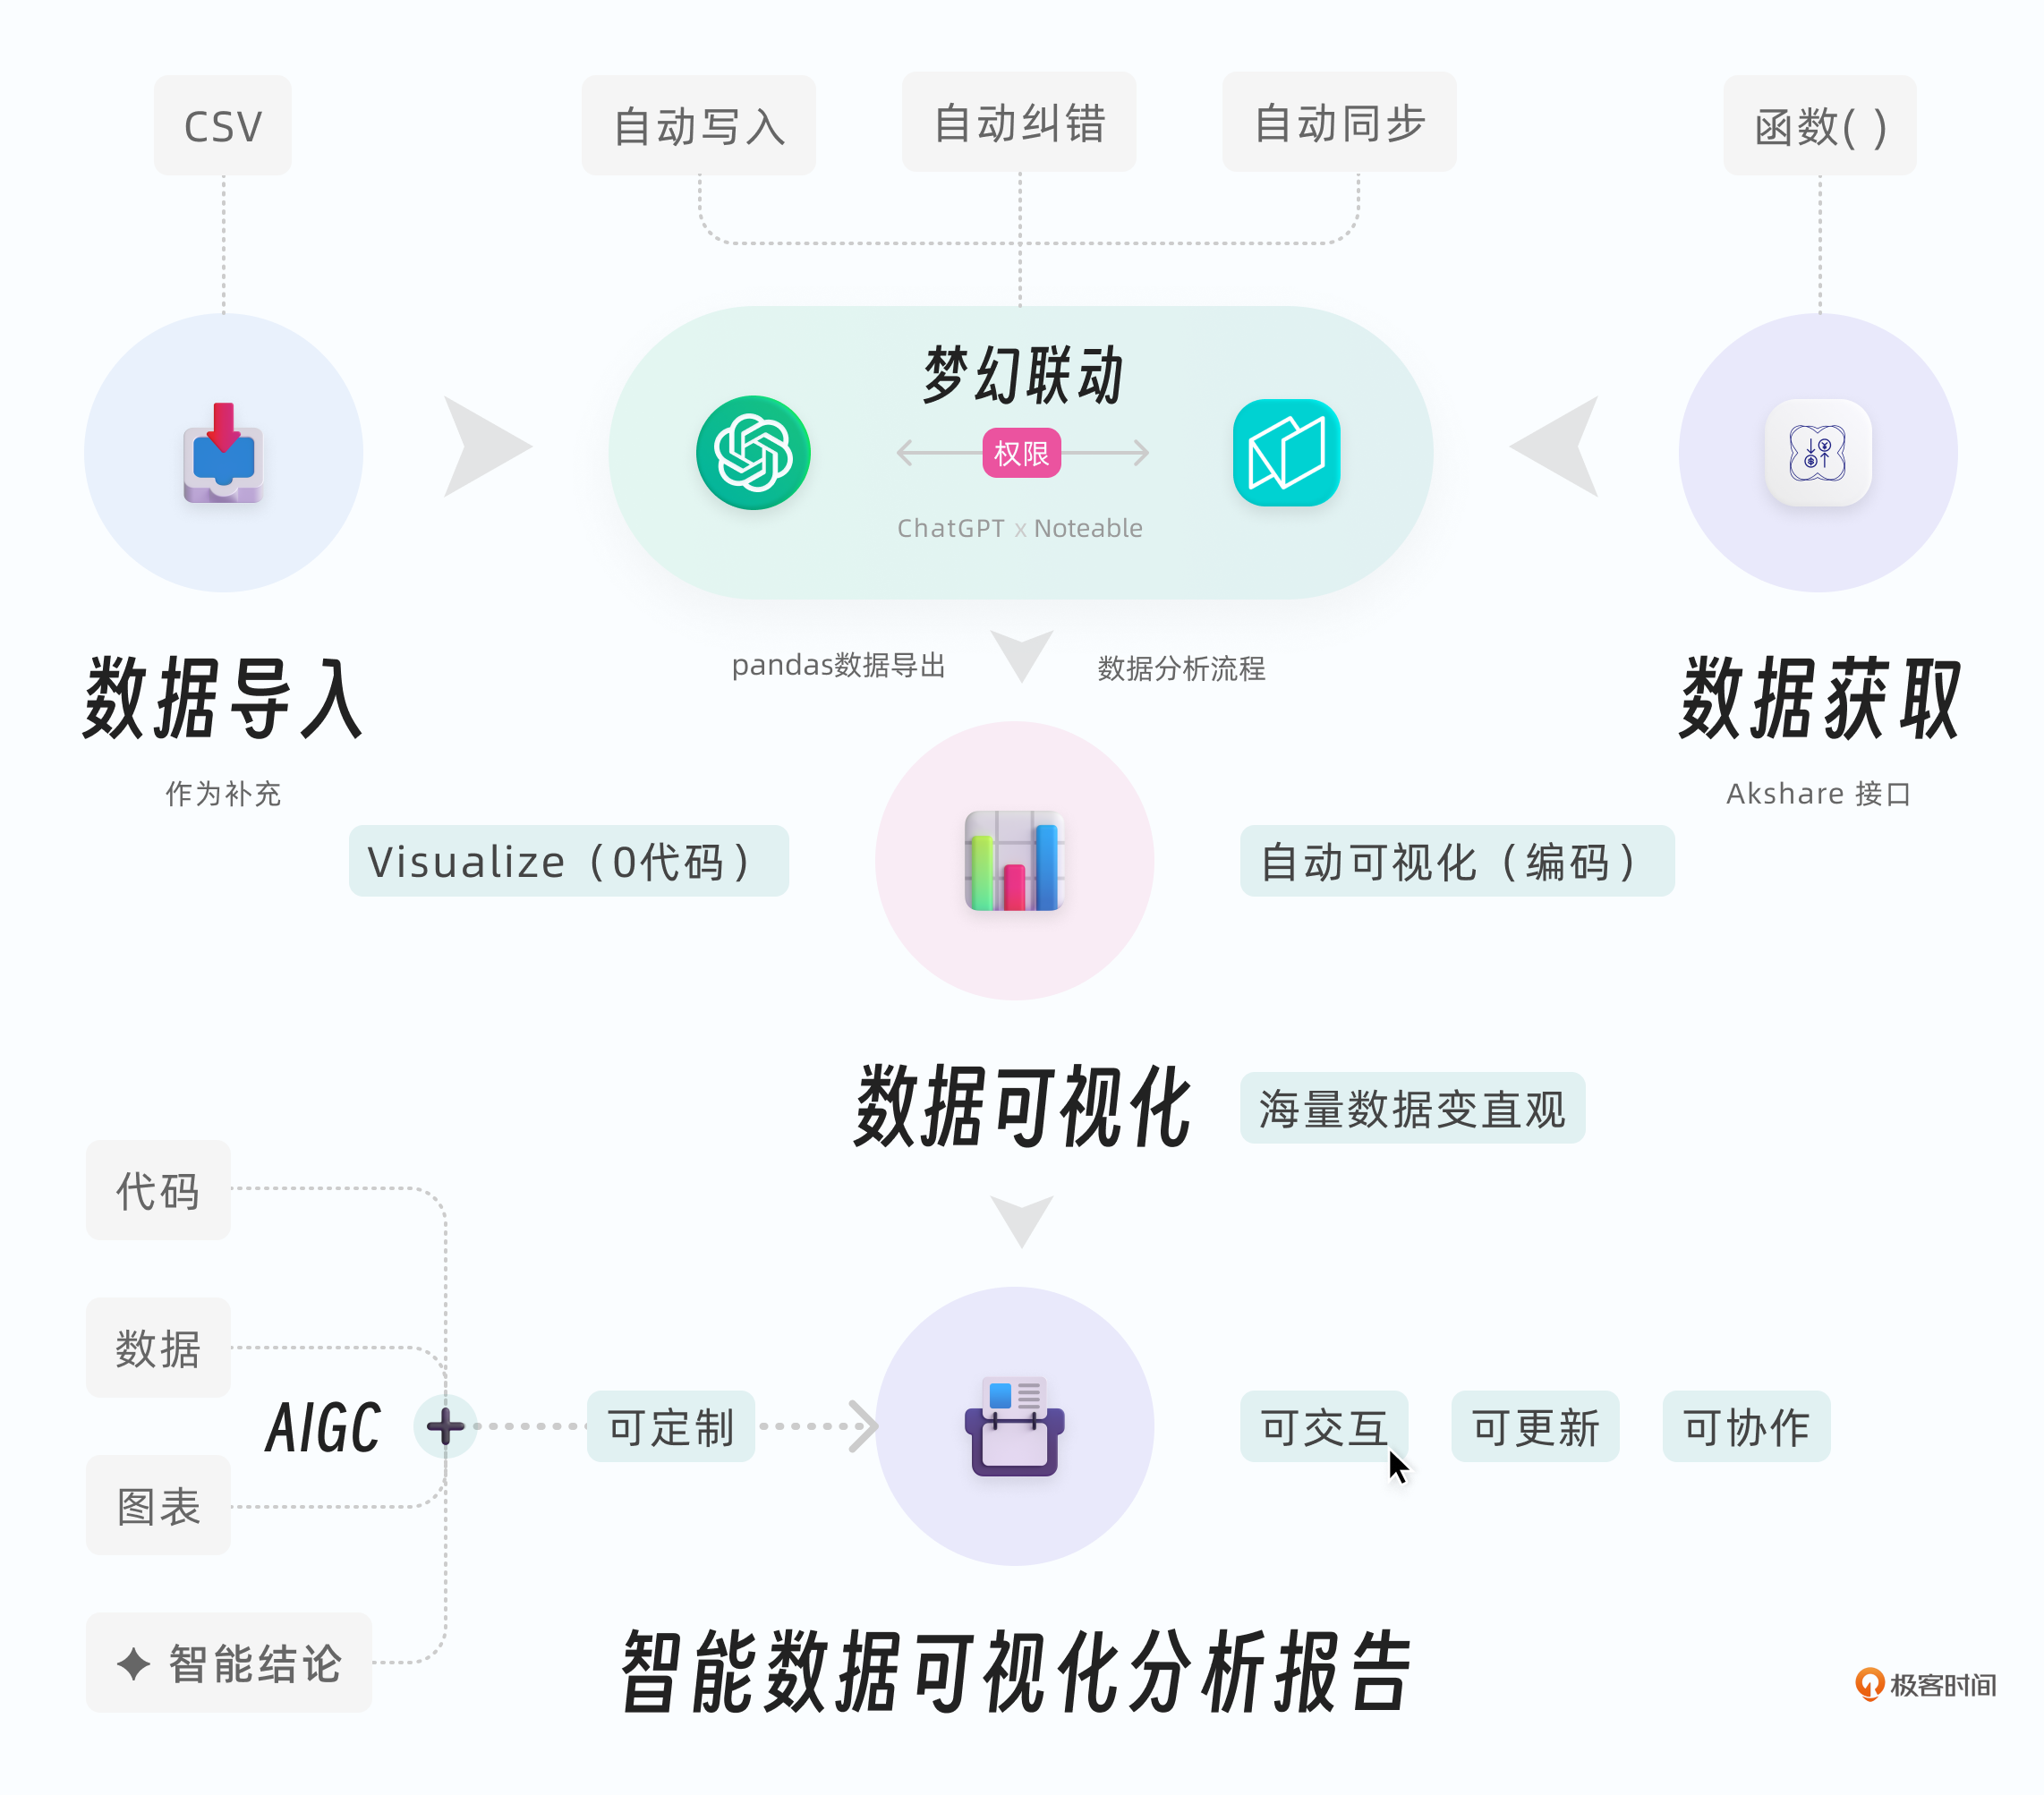 CSV
自动写入
自动纠错
自动同步
函数( )
梦幻联动
权限
ChatGPT x Noteable
数据导入
作为补充
pandas数据导出
数据分析流程
数据获取
Akshare 接口
Visualize（0代码）
自动可视化（编码）
数据可视化
海量数据变直观
代码
数据
AIGC
图表
智能结论
可定制
可交互
可更新
可协作
智能数据可视化分析报告
极客时间